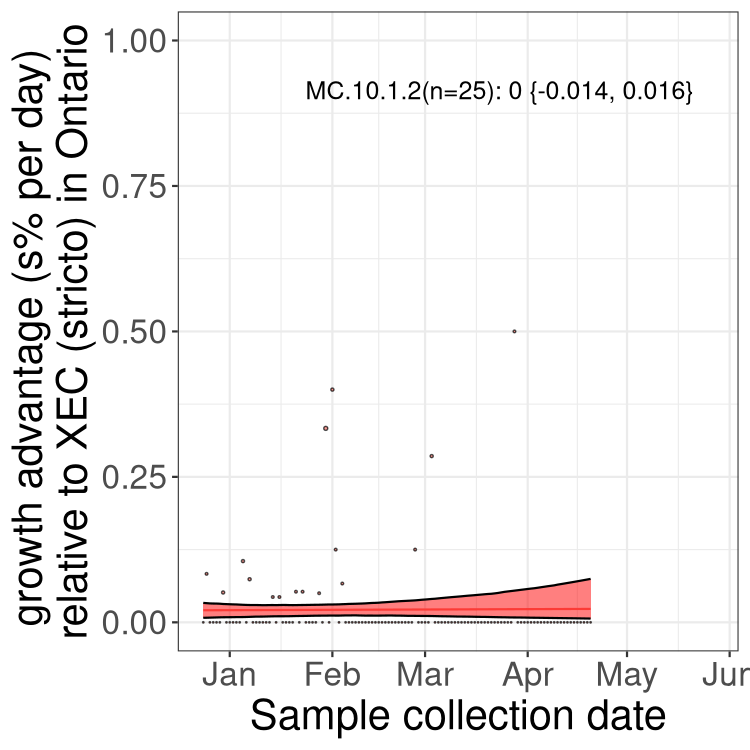 growth advantage (s% per day)
relative to XEC (stricto) in Ontario
1.00
0.75
0.50
0.25
0.00
MC.10.1.2(n=25): 0 {-0.014, 0.016}
Jan Feb Mar Apr May Jur
Sample collection date